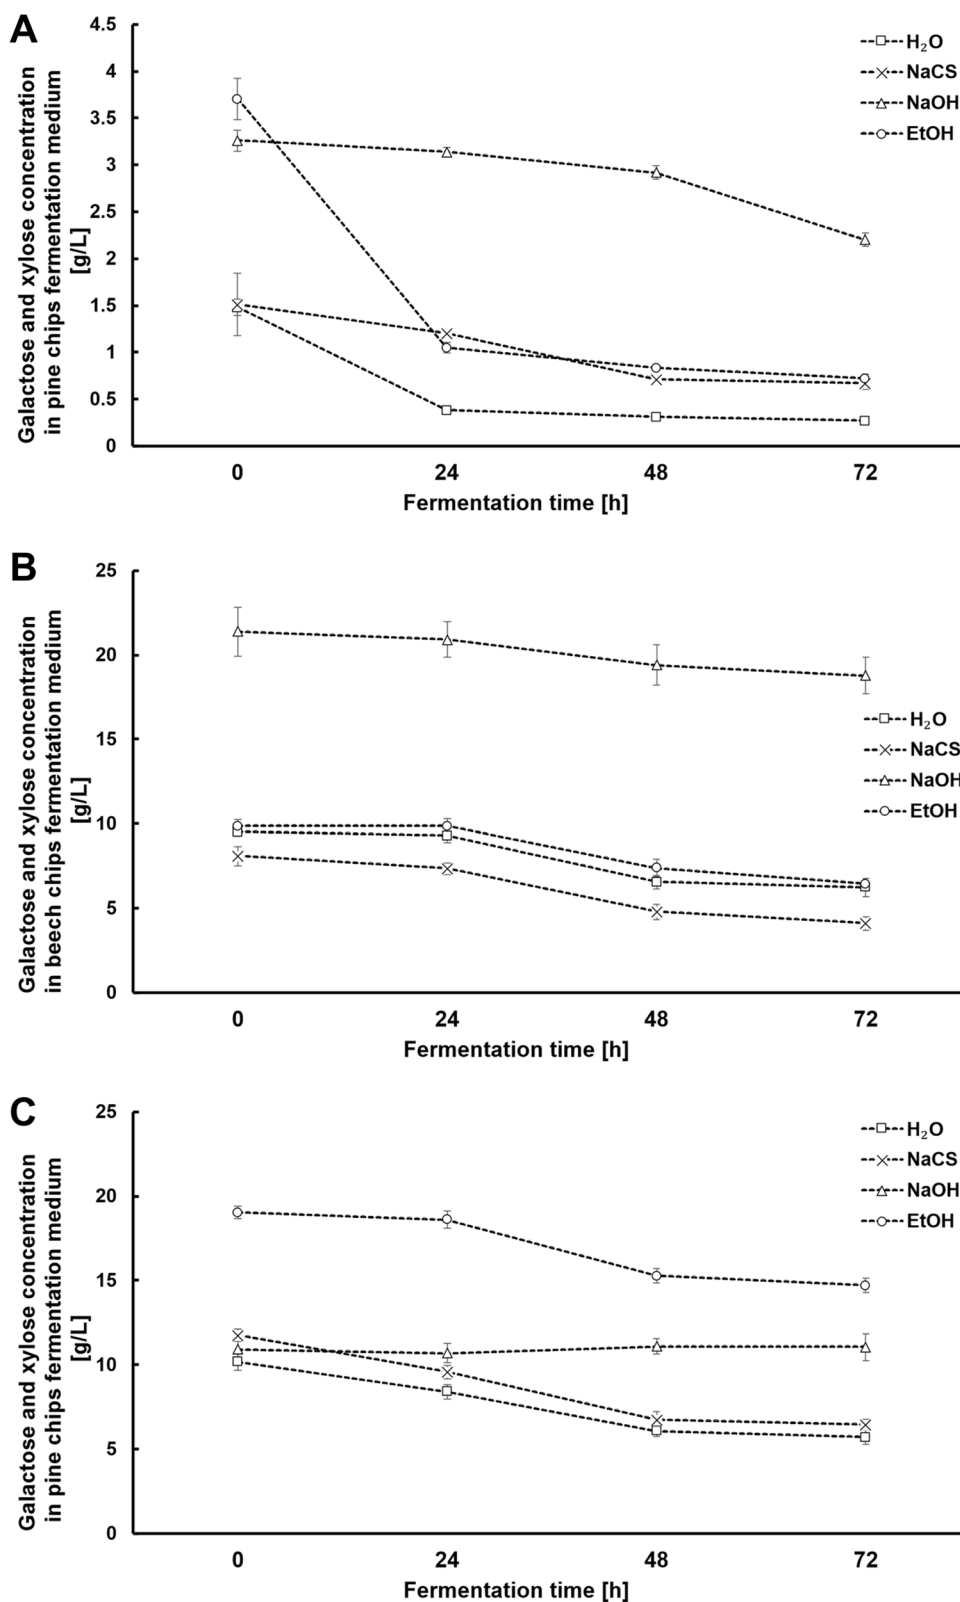 A
Galactose and xylose concentration
in pine chips fermentation medium
[g/L]
4.5
4
3.5
3
2.5
2
1.5
1
0.5
0
H₂O
NaCS
NaOH
EtOH
0 24 48 72
Fermentation time [h]
B
Galactose and xylose concentration
in beech chips fermentation medium
[g/L]
25
20
15
10
5
0
H₂O
NaCS
NaOH
EtOH
0 24 48 72
Fermentation time [h]
C
Galactose and xylose concentration
in pine chips fermentation medium
[g/L]
25
20
15
10
5
0
H₂O
NaCS
NaOH
EtOH
0 24 48 72
Fermentation time [h]